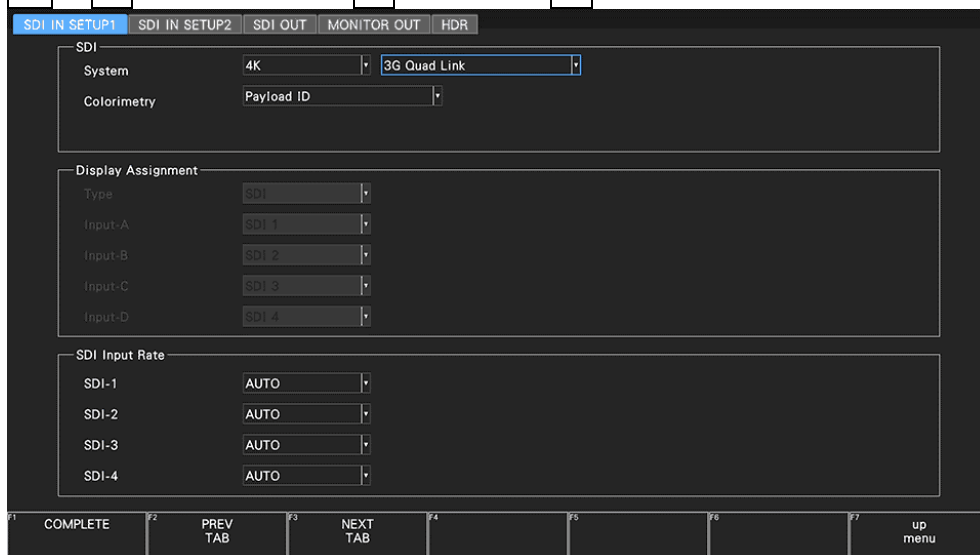 SDI IN SETUP1 SDI IN SETUP2 SDI OUT MONITOR OUT HDR
SDI
System 4K 3G Quad Link
Colorimetry Payload ID
Display Assignment
Type SDI
Input-A SDI 1
Input-B SDI 2
Input-C SDI 3
Input-D SDI 4
SDI Input Rate
SDI-1 AUTO
SDI-2 AUTO
SDI-3 AUTO
SDI-4 AUTO
F1 COMPLETE F2 PREV F3 NEXT F4 F5 F6 F7 up
TAB TAB menu